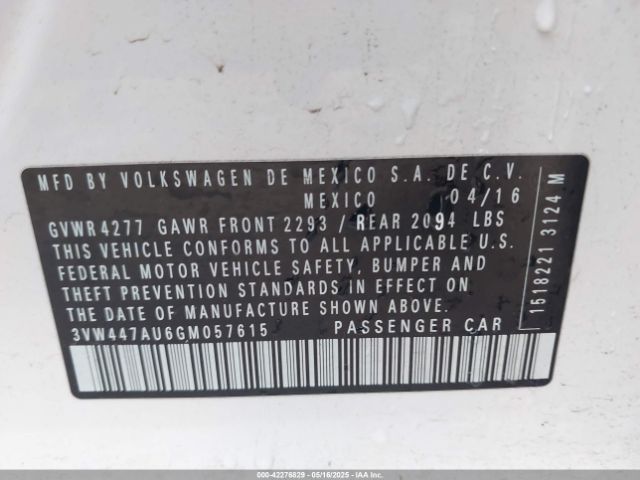 MFD BY VOLKSWAGEN DE MEXICO S.A. DE C.V.
MEXICO 04/16
GVWR 4277 GAWR FRONT 2293 / REAR 2094 LBS
THIS VEHICLE CONFORMS TO ALL APPLICABLE U.S.
FEDERAL MOTOR VEHICLE SAFETY, BUMPER AND
THEFT PREVENTION STANDARDS IN EFFECT ON
THE DATE OF MANUFACTURE SHOWN ABOVE.
3VW447AU6GM057615 PASSENGER CAR
1518221 3124 M
000-42276829 05/16/2025 IAA Inc.